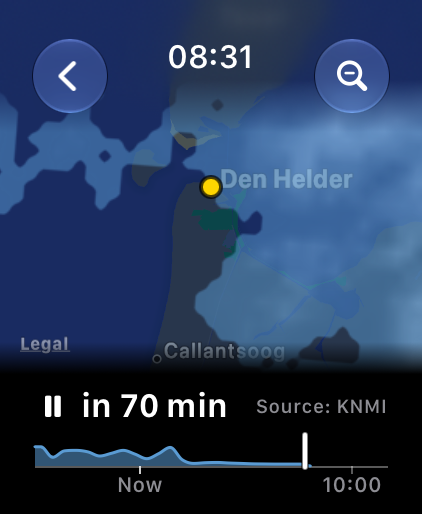 08:31
Den Helder
Legal
Callantsoog
in 70 min
Source: KNMI
Now
10:00